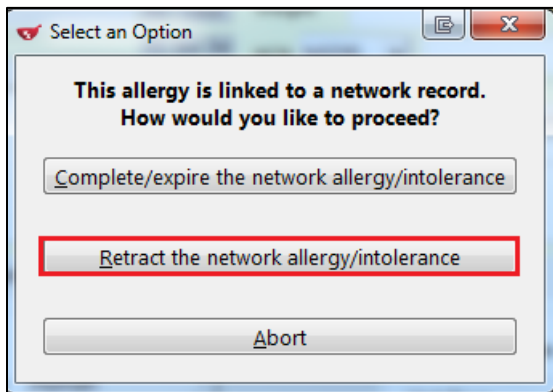 Select an Option
This allergy is linked to a network record.
How would you like to proceed?
Complete/expire the network allergy/intolerance
Retract the network allergy/intolerance
Abort